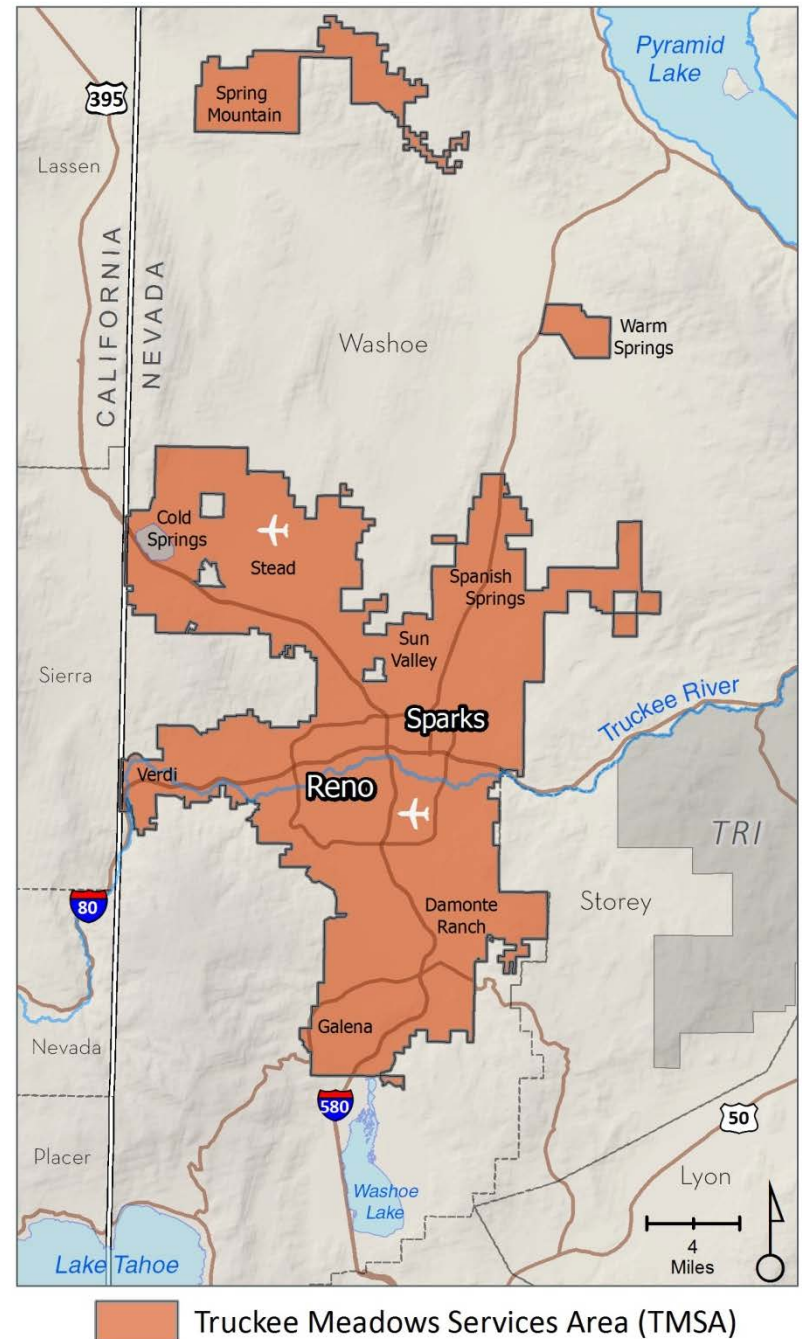 Pyramid
Lake
395
Spring
Mountain
Lassen
CALIFORNIA
NEVADA
Washoe
Warm
Springs
Cold
Springs
Stead
Spanish
Springs
Sun
Valley
Sierra
Sparks
Truckee River
Verdi
Reno
TRI
80
Damonte
Ranch
Storey
Galena
Nevada
580
50
Placer
Washoe
Lake
Lyon
Lake Tahoe
4
Miles
Truckee Meadows Services Area (TMSA)